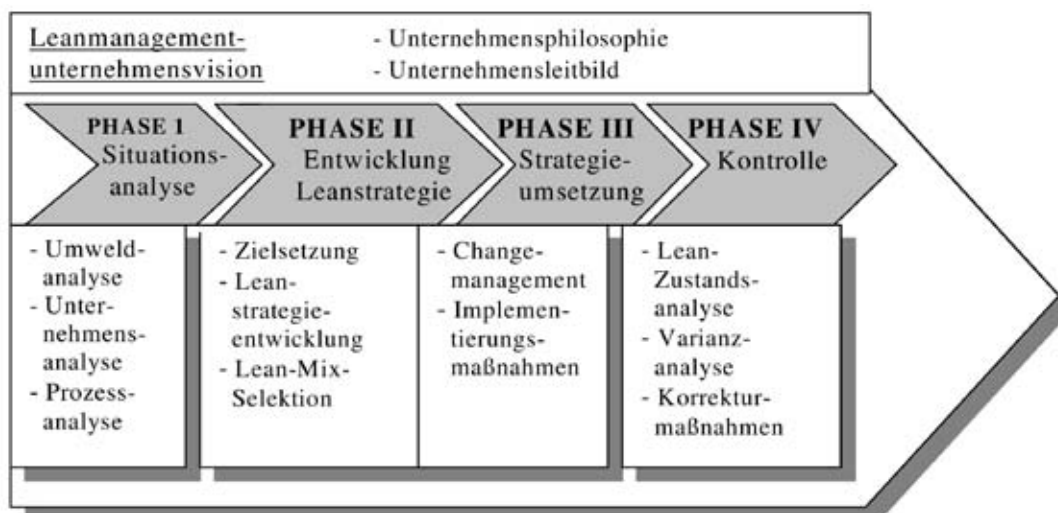 Leanmanagement-
unternehmensvision
- Unternehmensphilosophie
- Unternehmensleitbild
PHASE 1
Situations-
analyse
PHASE II
Entwicklung
Leanstrategie
PHASE III
Strategie-
umsetzung
PHASE IV
Kontrolle
- Umweld-
analyse
- Unter-
nehmens-
analyse
- Prozess-
analyse
- Zielsetzung
- Lean-
strategie-
entwicklung
- Lean-Mix-
Selektion
- Change-
management
- Implemen-
tierungs-
maßnahmen
- Lean-
Zustands-
analyse
- Varianz-
analyse
- Korrektur-
maßnahmen